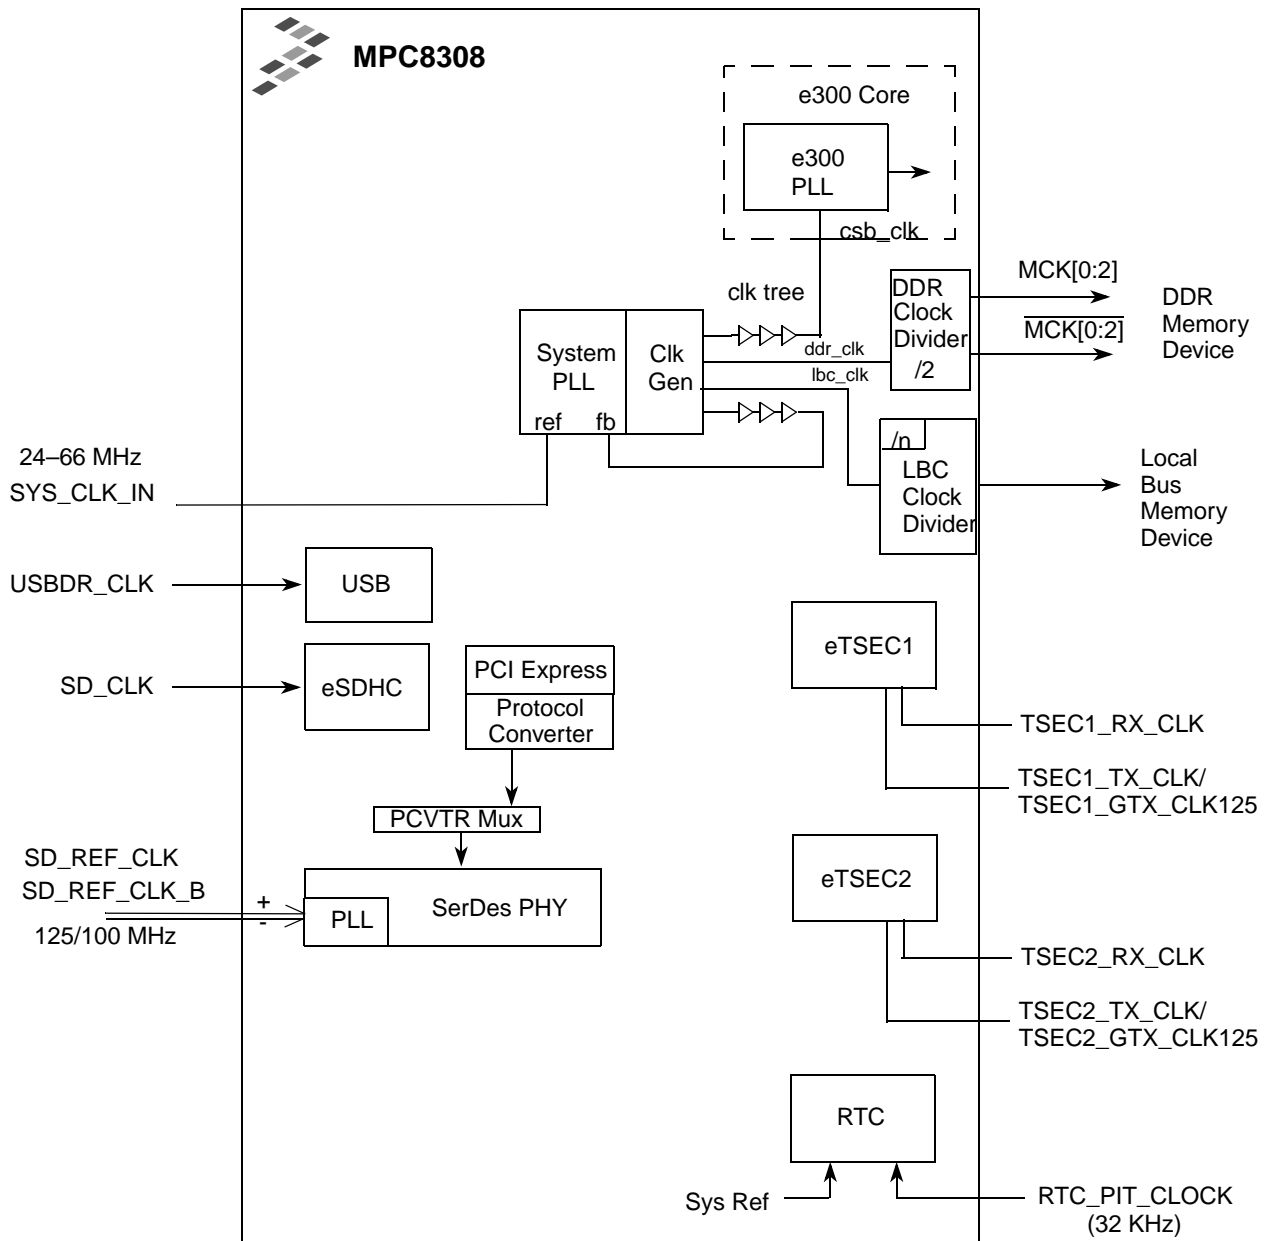 MPC8308
e300 Core
e300
PLL
csb_clk
clk tree
MCK[0:2]
MCK[0:2]
DDR
Memory
Device
DDR
Clock
Divider
/2
System
PLL
ref
fb
Clk
Gen
ddr_clk
lbc_clk
24–66 MHz
SYS_CLK_IN
/n
LBC
Clock
Divider
Local
Bus
Memory
Device
USBDR_CLK
USB
SD_CLK
eSDHC
PCI Express
Protocol
Converter
PCVTR Mux
SD_REF_CLK
SD_REF_CLK_B
125/100 MHz
+
-
PLL
SerDes PHY
eTSEC1
TSEC1_RX_CLK
TSEC1_TX_CLK/
TSEC1_GTX_CLK125
eTSEC2
TSEC2_RX_CLK
TSEC2_TX_CLK/
TSEC2_GTX_CLK125
RTC
Sys Ref
RTC_PIT_CLOCK
(32 KHz)